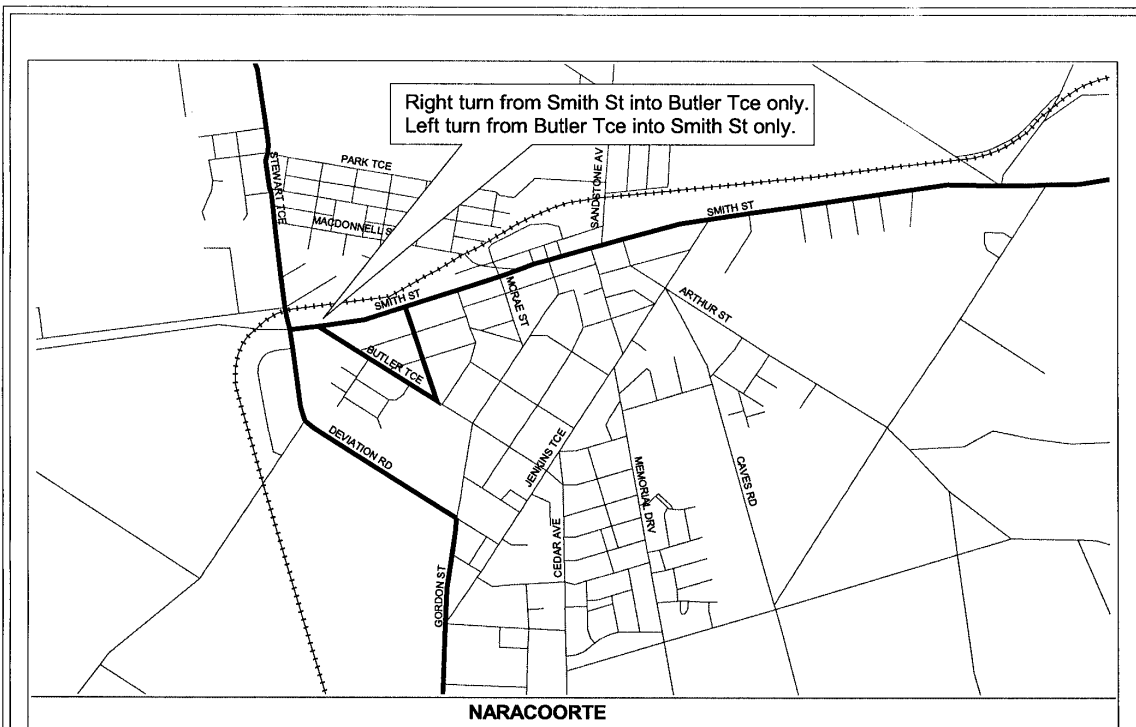 Right turn from Smith St into Butler Tce only.
Left turn from Butler Tce into Smith St only.
STEWART TCE
PARK TCE
MACDONNELL S
SANDSTONE AV
SMITH ST
SMITH ST
MCRAE ST
ARTHUR ST
BUTLER TCE
DEVIATION RD
JENKINS TCE
MEMORIAL DRV
CAVES RD
CEDAR AVE
GORDON ST
NARACOORTE